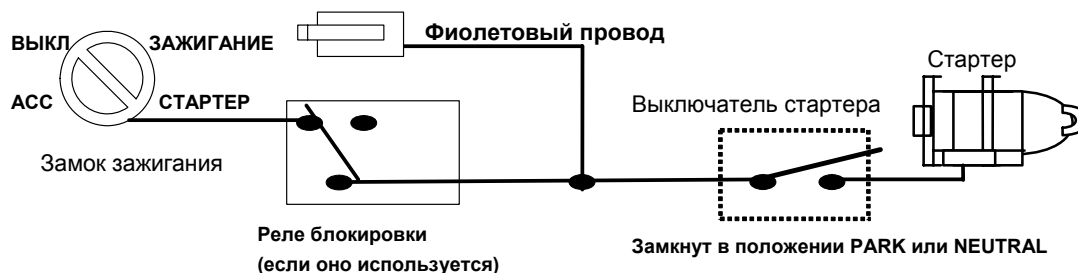 ВЫКЛ
ЗАЖИГАНИЕ
Фиолетовый провод
Стартер
ACC
СТАРТЕР
Выключатель стартера
Замок зажигания
Реле блокировки
(если оно используется)
Замкнут в положении PARK или NEUTRAL